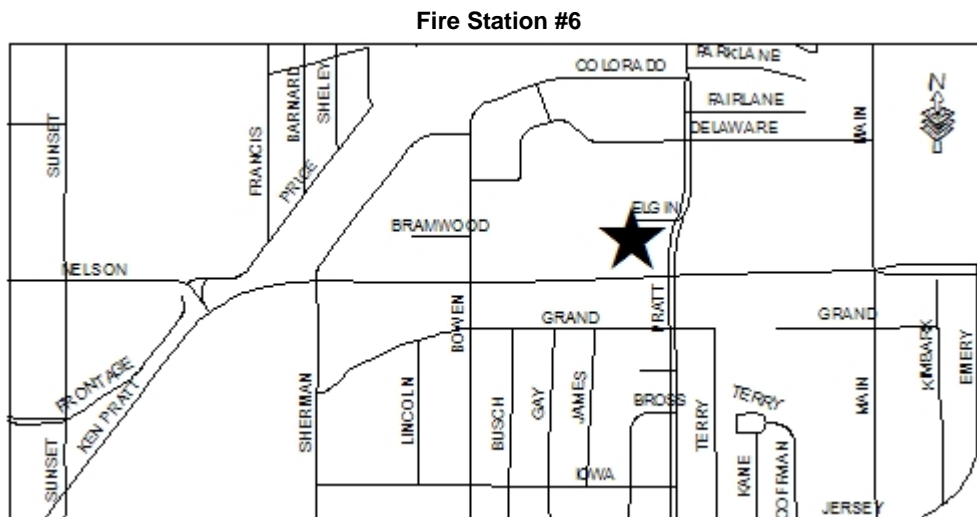 Fire Station #6
PARKLANE
COLORADO
N
SHELEY
BARNARD
FAIRLANE
SUNSET
FRANCIS
DELAWARE
MAIN
PRICE
ELGIN
BRAMWOOD
NELSON
PRATT
BOWEN
GRAND
GRAND
KIMBARK
EMERY
FRONTAGE
KEN PRATT
SHERMAN
LINCOLN
BUSCH
GAY
JAMES
BROSS
TERRY
TERRY
MAIN
SUNSET
IOWA
KANE
COFFMAN
JERSEY